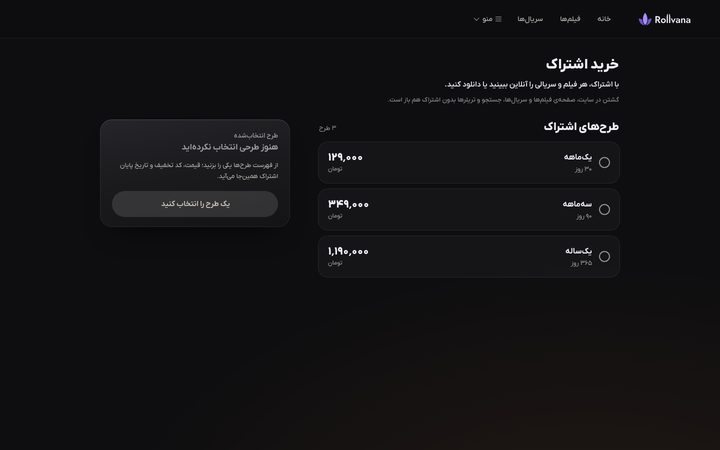 Rollvana
خانه
فیلم‌ها
سریال‌ها
منو
خرید اشتراک
با اشتراک، هر فیلم و سریالی را آنلاین ببینید یا دانلود کنید.
گشتن در سایت، صفحه‌ی فیلم‌ها و سریال‌ها، جستجو و تریلرها بدون اشتراک هم باز است.
طرح‌های اشتراک
۳ طرح
یک‌ماهه
۳۰ روز
۱۲۹٬۰۰۰
تومان
سه‌ماهه
۹۰ روز
۳۴۹٬۰۰۰
تومان
یک‌ساله
۳۶۵ روز
۱٬۱۹۰٬۰۰۰
تومان
طرح انتخاب‌شده
هنوز طرحی انتخاب نکرده‌اید
از فهرست طرح‌ها یکی را بزنید؛ قیمت، کد تخفیف و تاریخ پایان
اشتراک همین‌جا می‌آید.
یک طرح را انتخاب کنید